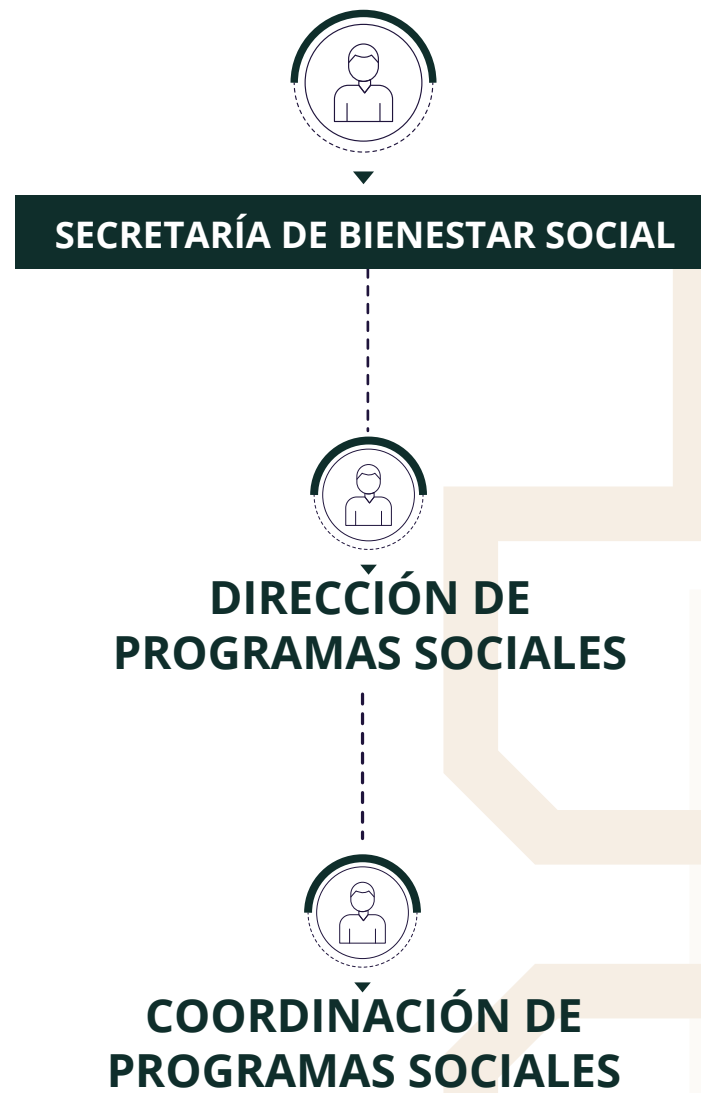 SECRETARÍA DE BIENESTAR SOCIAL
DIRECCIÓN DE
PROGRAMAS SOCIALES
COORDINACIÓN DE
PROGRAMAS SOCIALES